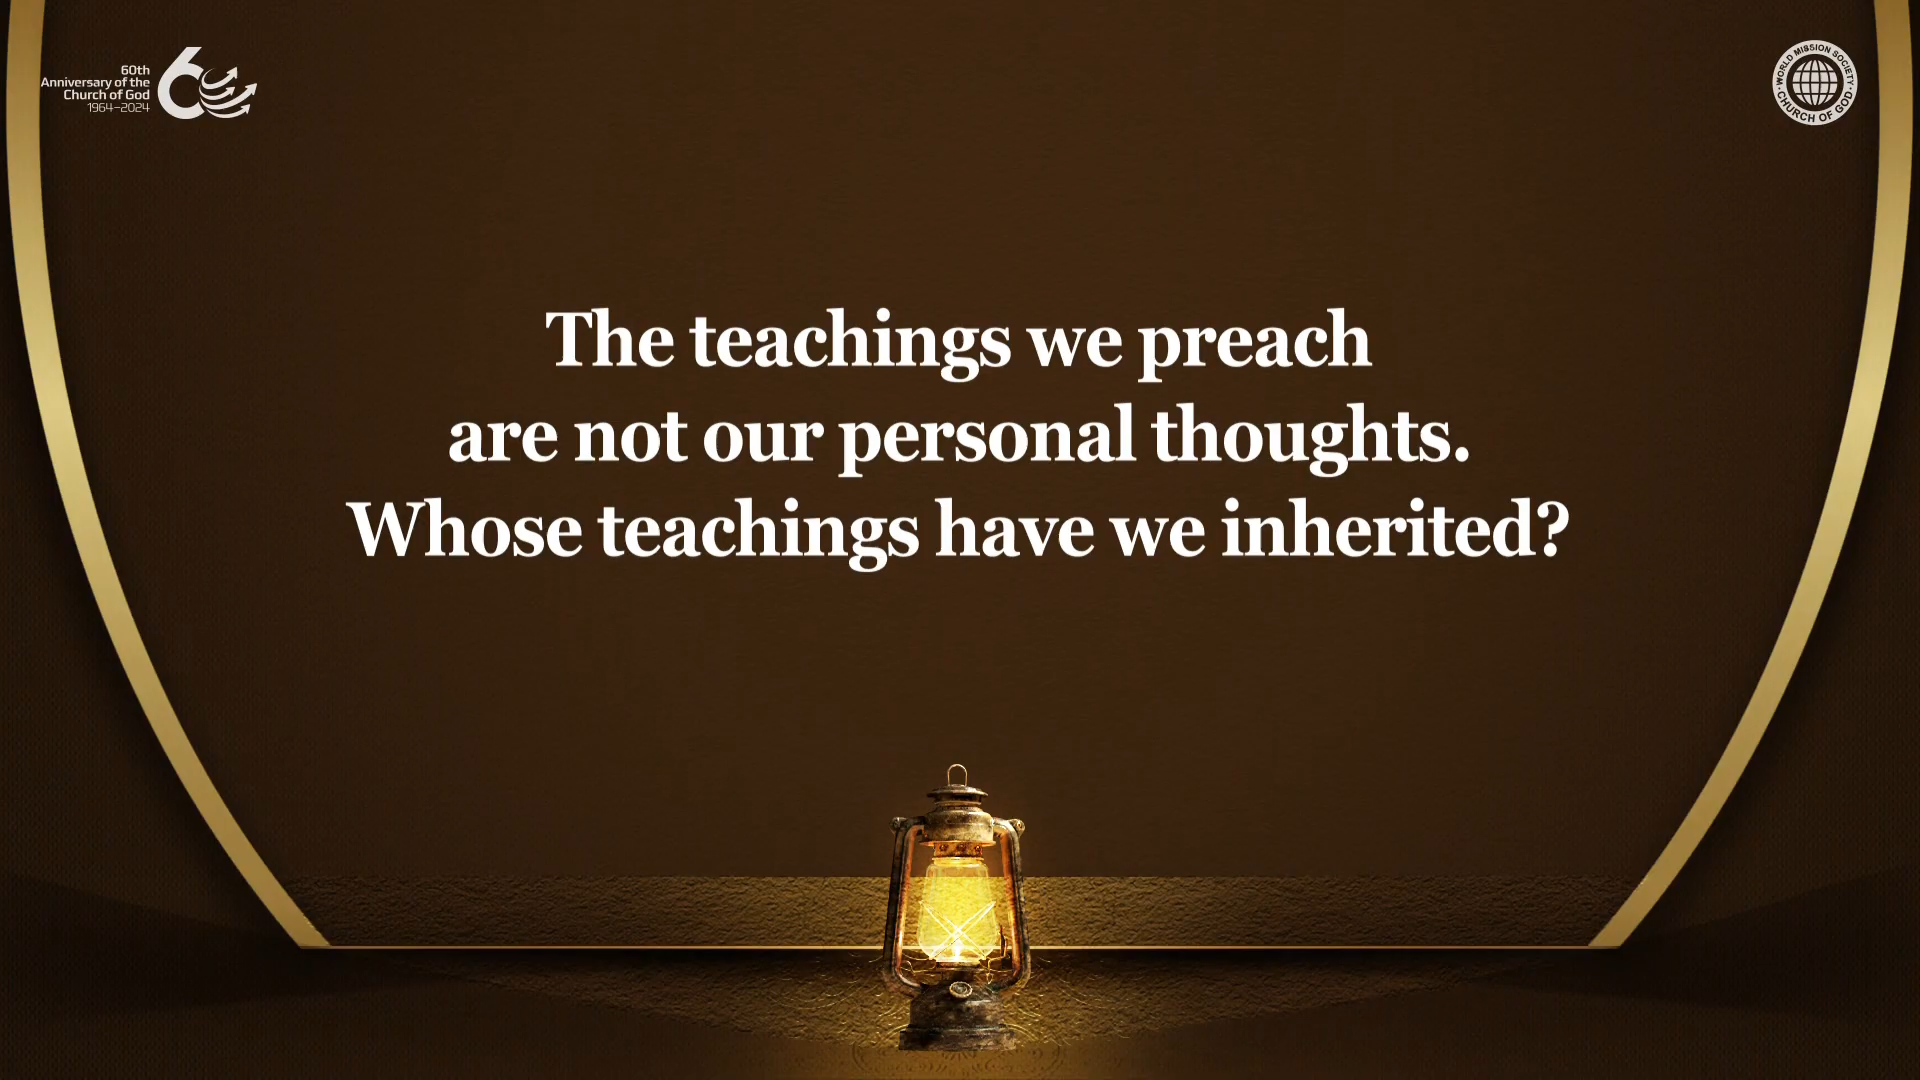 60th
Anniversary of the
Church of God
1964–2024
60
WORLD MISSION SOCIETY
CHURCH OF GOD
The teachings we preach
are not our personal thoughts.
Whose teachings have we inherited?